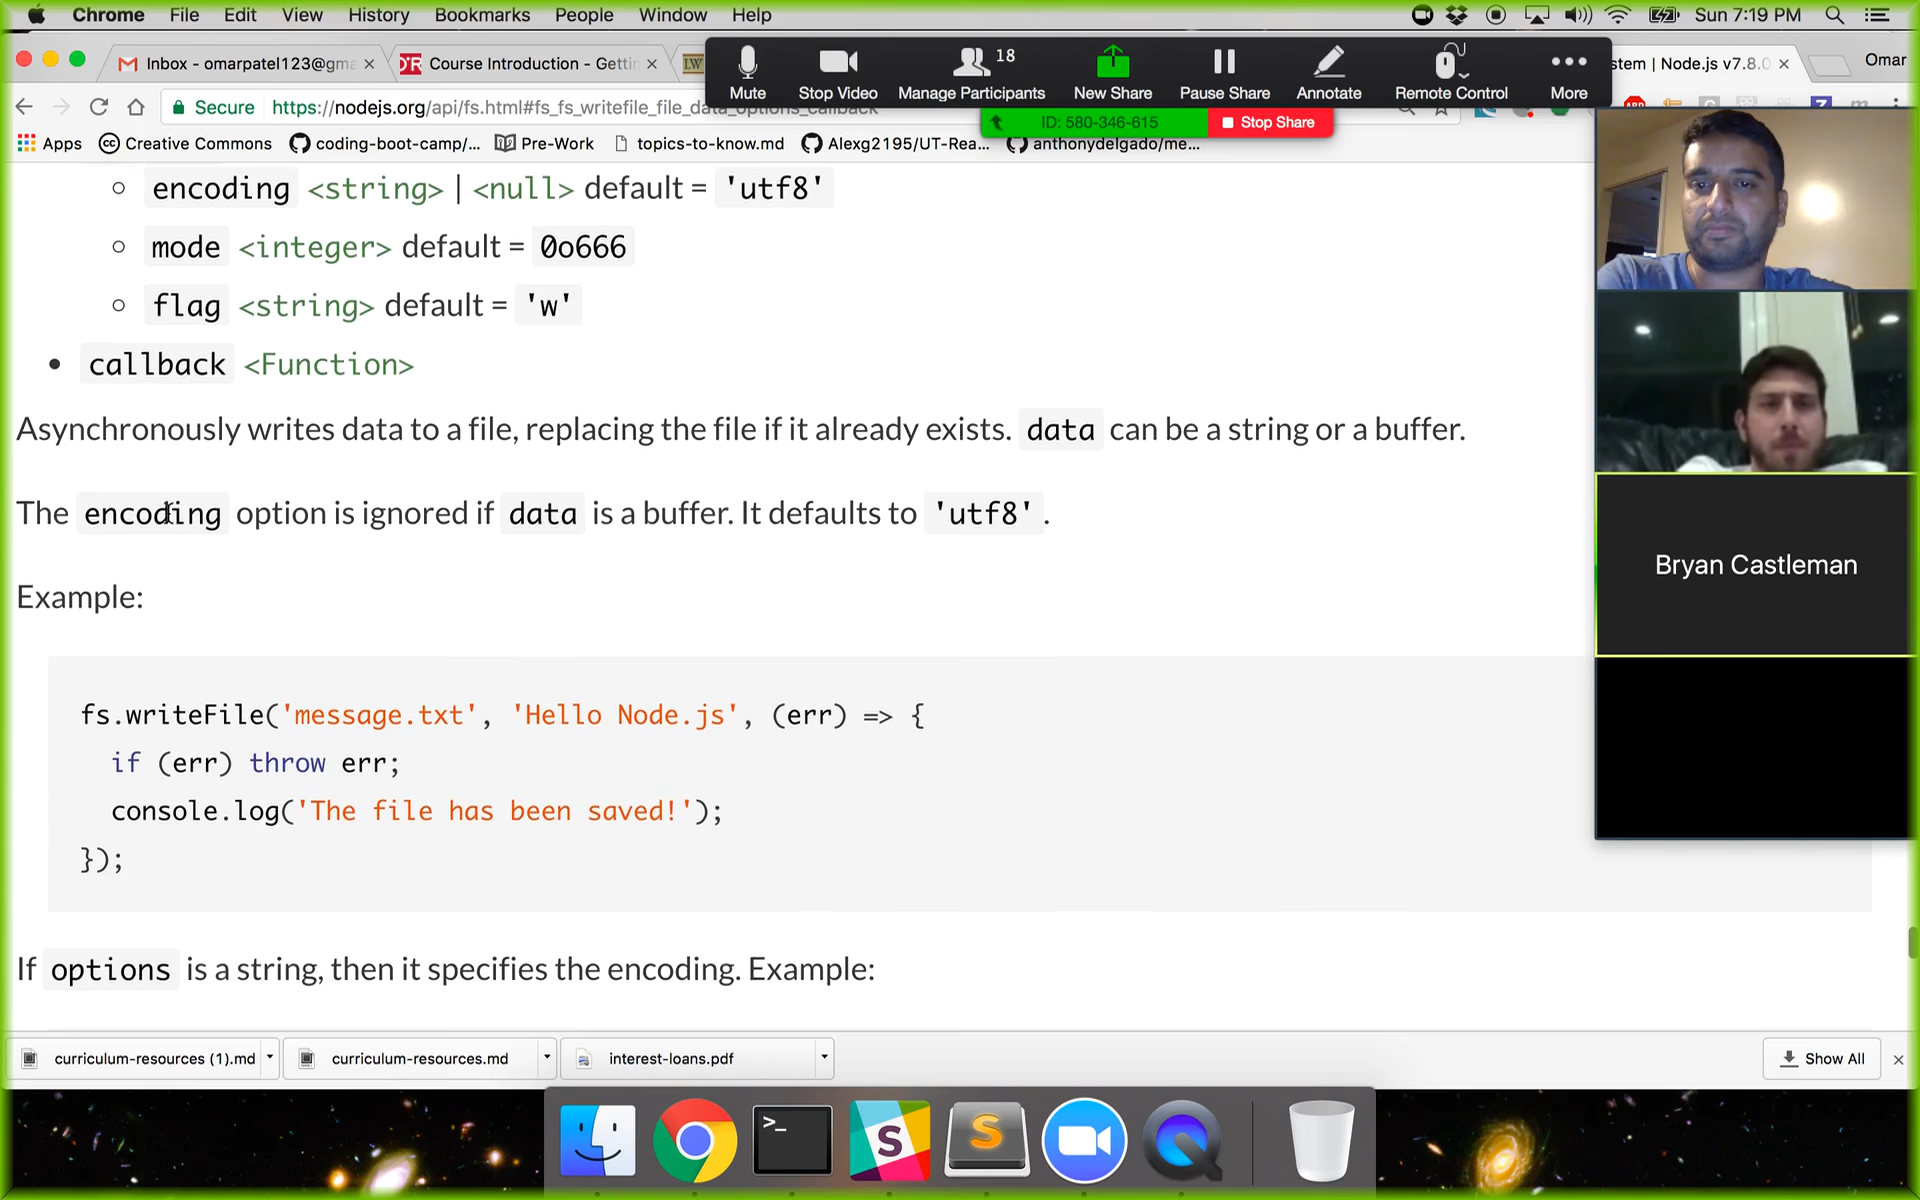 Chrome File Edit View History Bookmarks People Window Help Sun 7:19 PM
Inbox - omarpatel123@gm
Course Introduction - Getti
LW
stem | Node.js v7.8.0
Omar
Mute Stop Video Manage Participants 18 New Share Pause Share Annotate Remote Control More
Secure https://nodejs.org/api/fs.html#fs_fs_writefile_file_data_options_callback
ID: 580-346-615 Stop Share
Apps Creative Commons coding-boot-camp/... Pre-Work topics-to-know.md Alexg2195/UT-Rea... anthonydelgado/me...
encoding <string> | <null> default = 'utf8'
mode <integer> default = 0o666
flag <string> default = 'w'
callback <Function>
Asynchronously writes data to a file, replacing the file if it already exists. data can be a string or a buffer.
The encoding option is ignored if data is a buffer. It defaults to 'utf8'.
Bryan Castleman
Example:
fs.writeFile('message.txt', 'Hello Node.js', (err) => {
if (err) throw err;
console.log('The file has been saved!');
});
If options is a string, then it specifies the encoding. Example:
curriculum-resources (1).md curriculum-resources.md interest-loans.pdf Show All